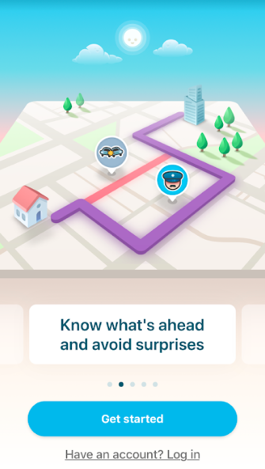 Know what's ahead
and avoid surprises
Get started
Have an account? Log in